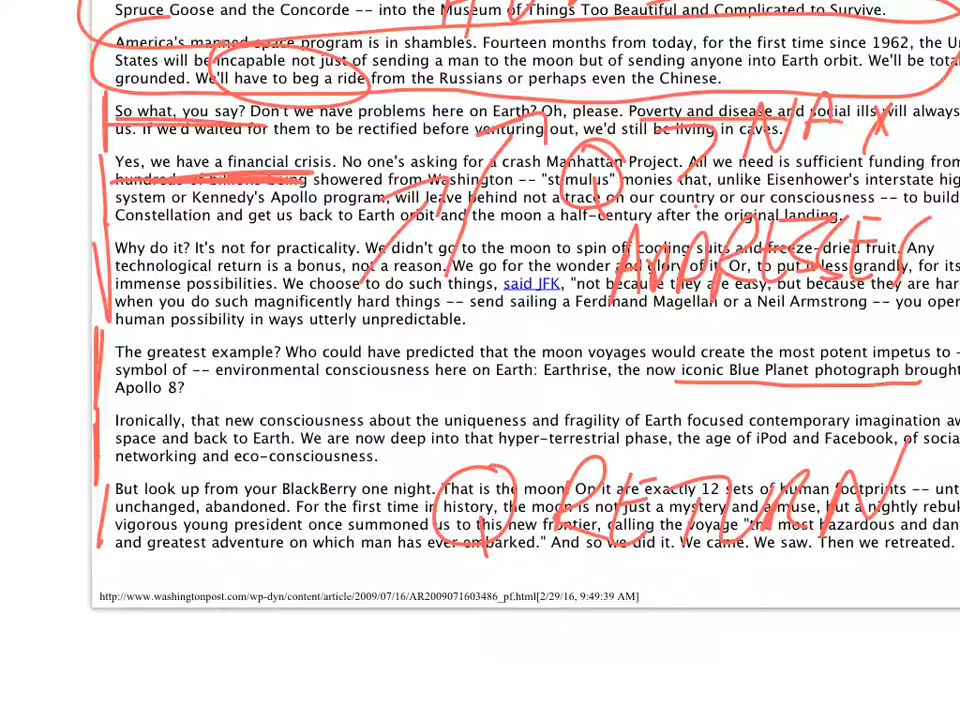 Spruce Goose and the Concorde -- into the Museum of Things Too Beautiful and Complicated to Survive.
America's manned space program is in shambles. Fourteen months from today, for the first time since 1962, the
States will be incapable not just of sending a man to the moon but of sending anyone into Earth orbit. We'll be
grounded. We'll have to beg a ride from the Russians or perhaps even the Chinese.
So what, you say? Don't we have problems here on Earth? Oh, please. Poverty and disease and social ills will always
us. If we'd waited for them to be rectified before venturing out, we'd still be living in caves.
Yes, we have a financial crisis. No one's asking for a crash Manhattan Project. All we need is sufficient funding from
hundreds of billions being showered from Washington -- "stimulus" monies that, unlike Eisenhower's interstate
system or Kennedy's Apollo program, will leave behind not a trace on our country or our consciousness -- to build
Constellation and get us back to Earth orbit and the moon a half-century after the original landing.
Why do it? It's not for practicality. We didn't go to the moon to spin off cooling suits and freeze-dried fruit. Any
technological return is a bonus, not a reason. We go for the wonder and glory of it. Or, to put it less grandly, for its
immense possibilities. We choose to do such things, said JFK, "not because they are easy, but because they are
when you do such magnificently hard things -- send sailing a Ferdinand Magellan or a Neil Armstrong -- you open
human possibility in ways utterly unpredictable.
The greatest example? Who could have predicted that the moon voyages would create the most potent impetus to -
symbol of -- environmental consciousness here on Earth: Earthrise, the now iconic Blue Planet photograph brought
Apollo 8?
Ironically, that new consciousness about the uniqueness and fragility of Earth focused contemporary imagination
space and back to Earth. We are now deep into that hyper-terrestrial phase, the age of iPod and Facebook, of
networking and eco-consciousness.
But look up from your BlackBerry one night. That is the moon. On it are exactly 12 sets of human footprints --
unchanged, abandoned. For the first time in history, the moon is not just a mystery and a muse, but a nightly
vigorous young president once summoned us to this new frontier, calling the voyage "the most hazardous and
and greatest adventure on which man has ever embarked." And so we did it. We came. We saw. Then we retreated.
① RETURN
http://www.washingtonpost.com/wp-dyn/content/article/2009/07/16/AR2009071603486_pf.html[2/29/16, 9:49:39 AM]